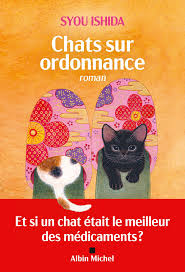 SYOU ISHIDA
Chats sur
ordonnance
roman
Et si un chat était le meilleur
des médicaments ?
Albin Michel